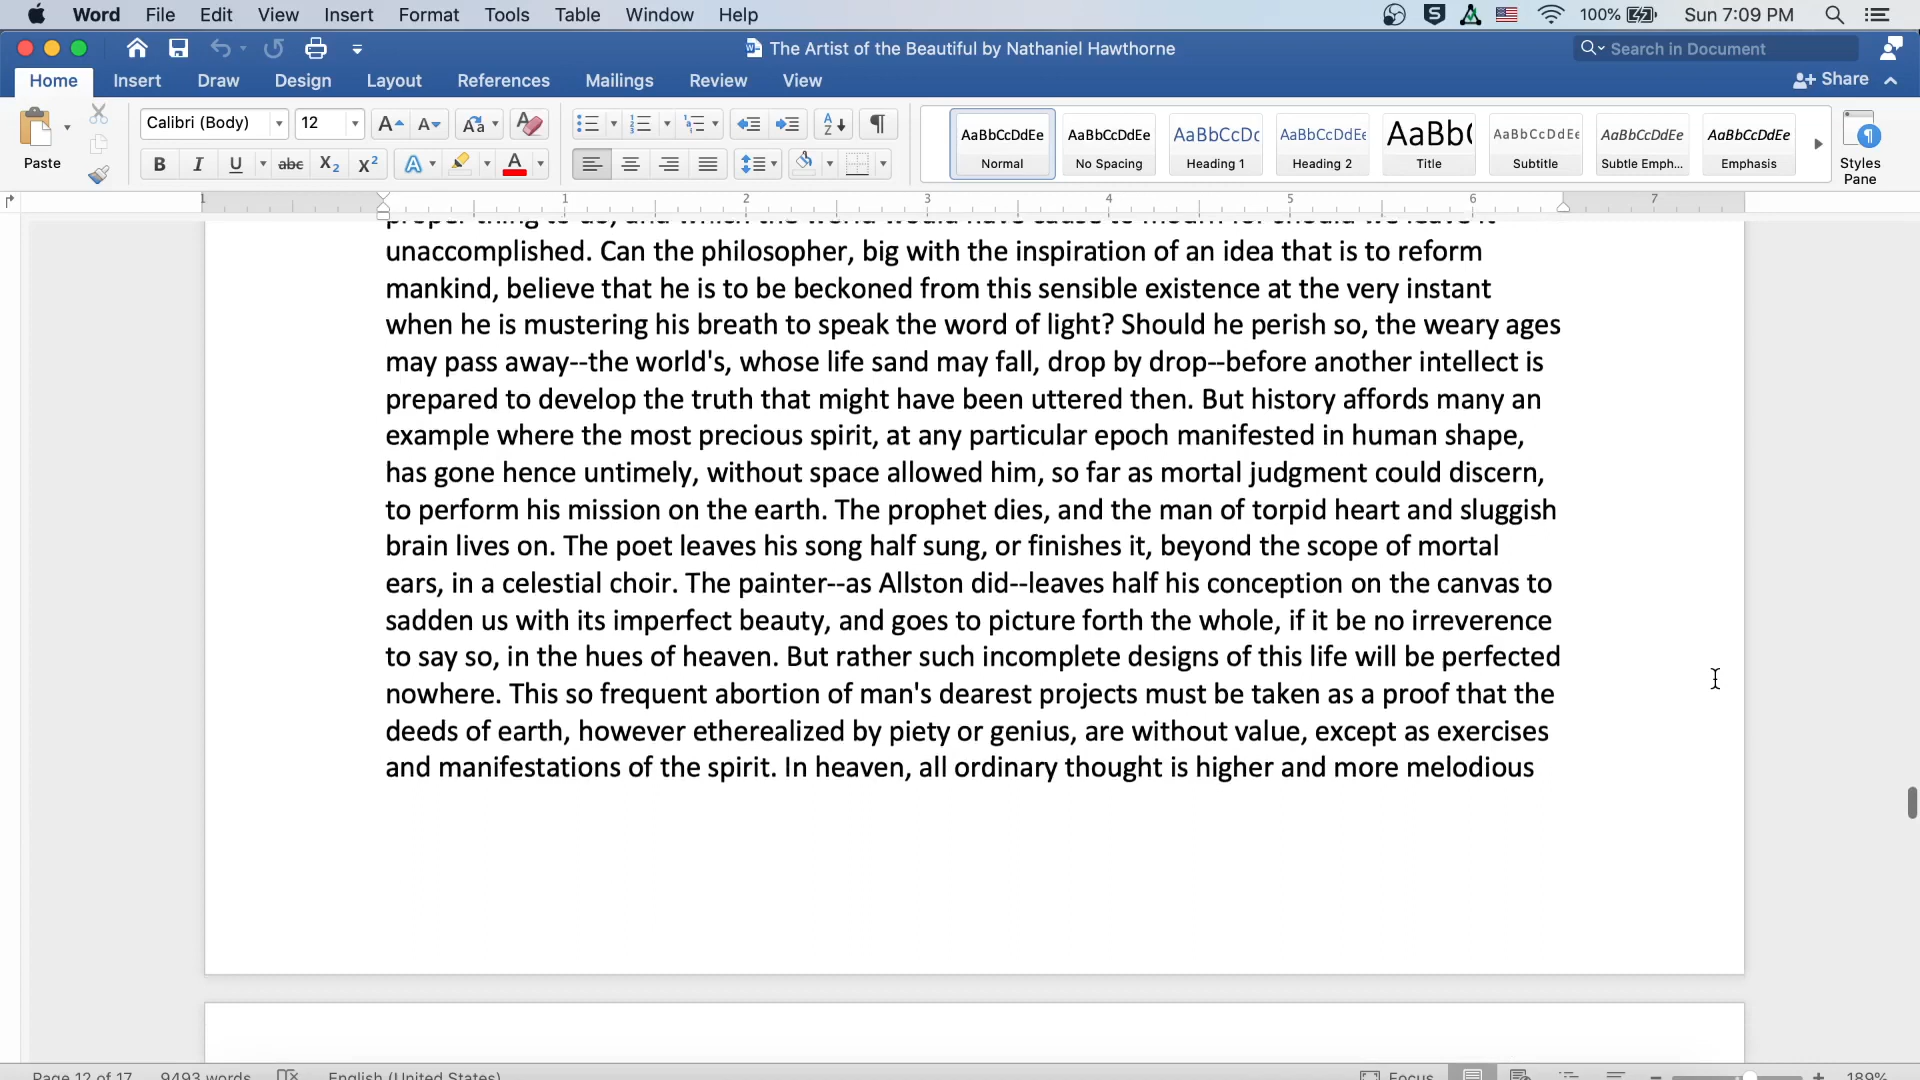 Word File Edit View Insert Format Tools Table Window Help 100% Sun 7:09 PM
The Artist of the Beautiful by Nathaniel Hawthorne Search in Document
Home Insert Draw Design Layout References Mailings Review View Share
Calibri (Body) 12
Paste
AaBbCcDdEe AaBbCcDdEe AaBbCcDc AaBbCcDdEe AaBb( AaBbCcDdEe AaBbCcDdEe AaBbCcDdEe
Normal No Spacing Heading 1 Heading 2 Title Subtitle Subtle Emph... Emphasis Styles Pane
1 1 2 3 4 5 6 7
proper thing to do, and which the world would have cause to mourn for should we leave it
unaccomplished. Can the philosopher, big with the inspiration of an idea that is to reform
mankind, believe that he is to be beckoned from this sensible existence at the very instant
when he is mustering his breath to speak the word of light? Should he perish so, the weary ages
may pass away--the world's, whose life sand may fall, drop by drop--before another intellect is
prepared to develop the truth that might have been uttered then. But history affords many an
example where the most precious spirit, at any particular epoch manifested in human shape,
has gone hence untimely, without space allowed him, so far as mortal judgment could discern,
to perform his mission on the earth. The prophet dies, and the man of torpid heart and sluggish
brain lives on. The poet leaves his song half sung, or finishes it, beyond the scope of mortal
ears, in a celestial choir. The painter--as Allston did--leaves half his conception on the canvas to
sadden us with its imperfect beauty, and goes to picture forth the whole, if it be no irreverence
to say so, in the hues of heaven. But rather such incomplete designs of this life will be perfected
nowhere. This so frequent abortion of man's dearest projects must be taken as a proof that the
deeds of earth, however etherealized by piety or genius, are without value, except as exercises
and manifestations of the spirit. In heaven, all ordinary thought is higher and more melodious
Page 12 of 17 9493 words English (United States) Focus 189%